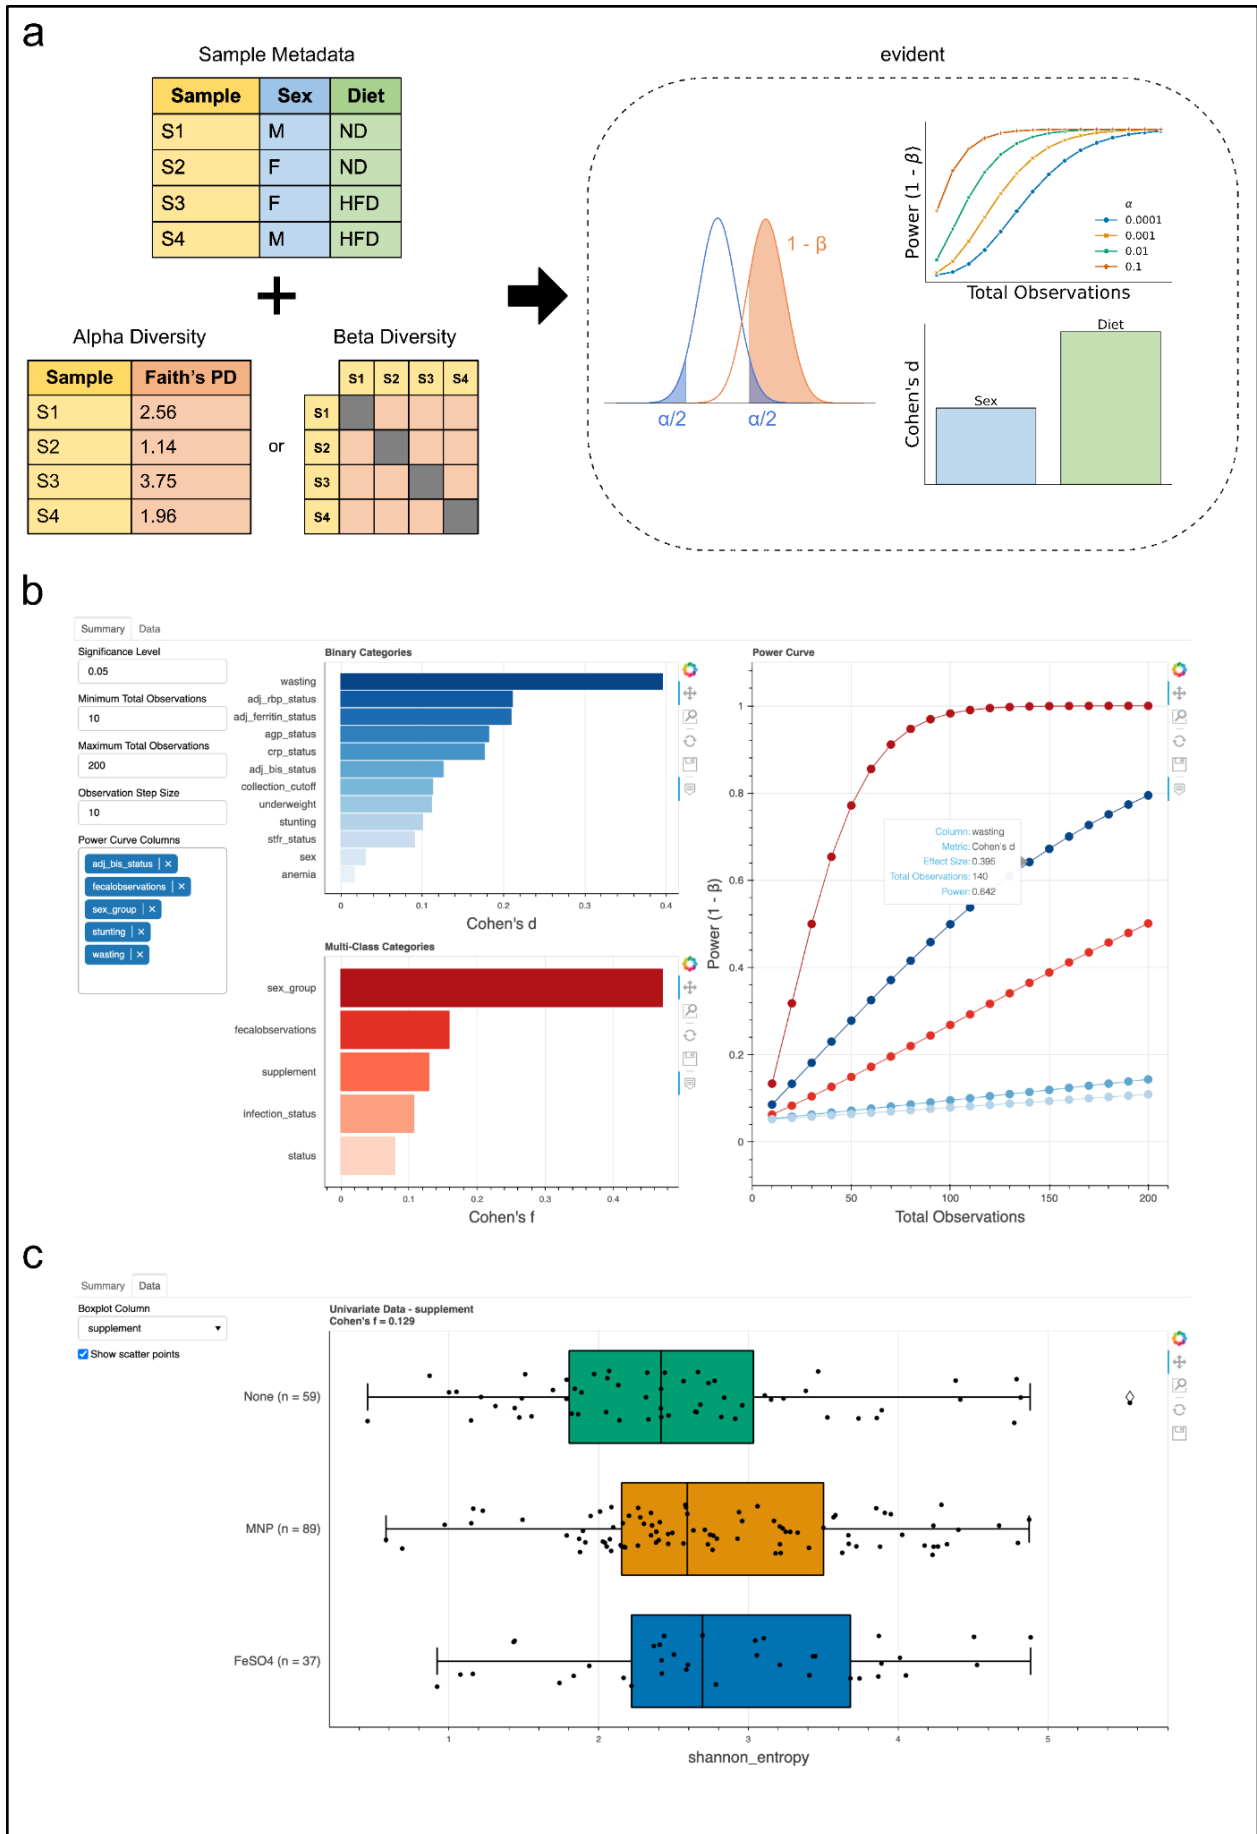 a
Sample Metadata
Sample Sex Diet
S1 M ND
S2 F ND
S3 F HFD
S4 M HFD
+
Alpha Diversity
Sample Faith's PD
S1 2.56
S2 1.14
S3 3.75
S4 1.96
or
Beta Diversity
S1 S2 S3 S4
S1
S2
S3
S4
evident
1 - β
α/2 α/2
Power (1 - β)
α
0.0001
0.001
0.01
0.1
Total Observations
Cohen's d
Sex
Diet
b
Summary Data
Significance Level
0.05
Minimum Total Observations
10
Maximum Total Observations
200
Observation Step Size
10
Power Curve Columns
adj_bis_status | ×
fecalobservations | ×
sex_group | ×
stunting | ×
wasting | ×
Binary Categories
wasting
adj_rbp_status
adj_ferritin_status
agp_status
crp_status
adj_bis_status
collection_cutoff
underweight
stunting
stfr_status
sex
anemia
0 0.1 0.2 0.3 0.4
Cohen's d
Multi-Class Categories
sex_group
fecalobservations
supplement
infection_status
status
0 0.1 0.2 0.3 0.4
Cohen's f
Power Curve
Power (1 - β)
1
0.8
0.6
0.4
0.2
0
Column: wasting
Metric: Cohen's d
Effect Size: 0.395
Total Observations: 140
Power: 0.642
0 50 100 150 200
Total Observations
c
Summary Data
Boxplot Column
supplement
Show scatter points
Univariate Data - supplement
Cohen's f = 0.129
None (n = 59)
MNP (n = 89)
FeSO4 (n = 37)
1 2 3 4 5
shannon_entropy